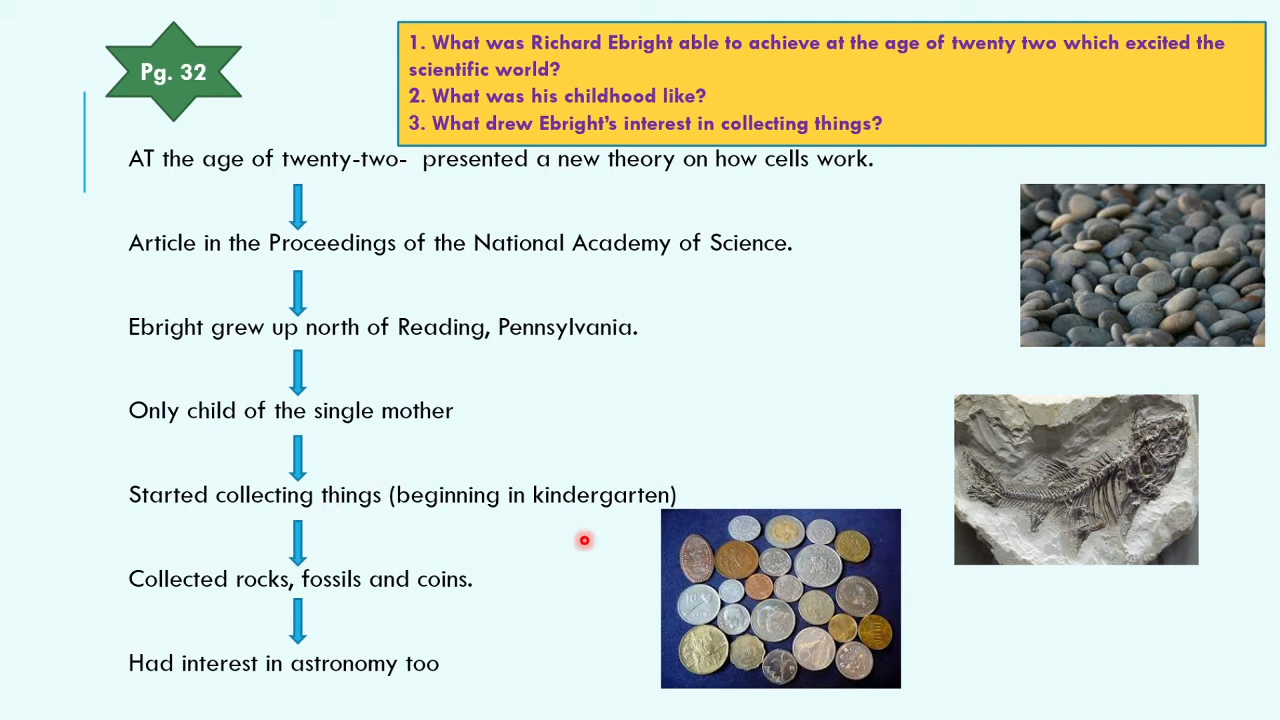 Pg. 32
1. What was Richard Ebright able to achieve at the age of twenty two which excited the
scientific world?
2. What was his childhood like?
3. What drew Ebright's interest in collecting things?
AT the age of twenty-two-  presented a new theory on how cells work.
Article in the Proceedings of the National Academy of Science.
Ebright grew up north of Reading, Pennsylvania.
Only child of the single mother
Started collecting things (beginning in kindergarten)
Collected rocks, fossils and coins.
Had interest in astronomy too